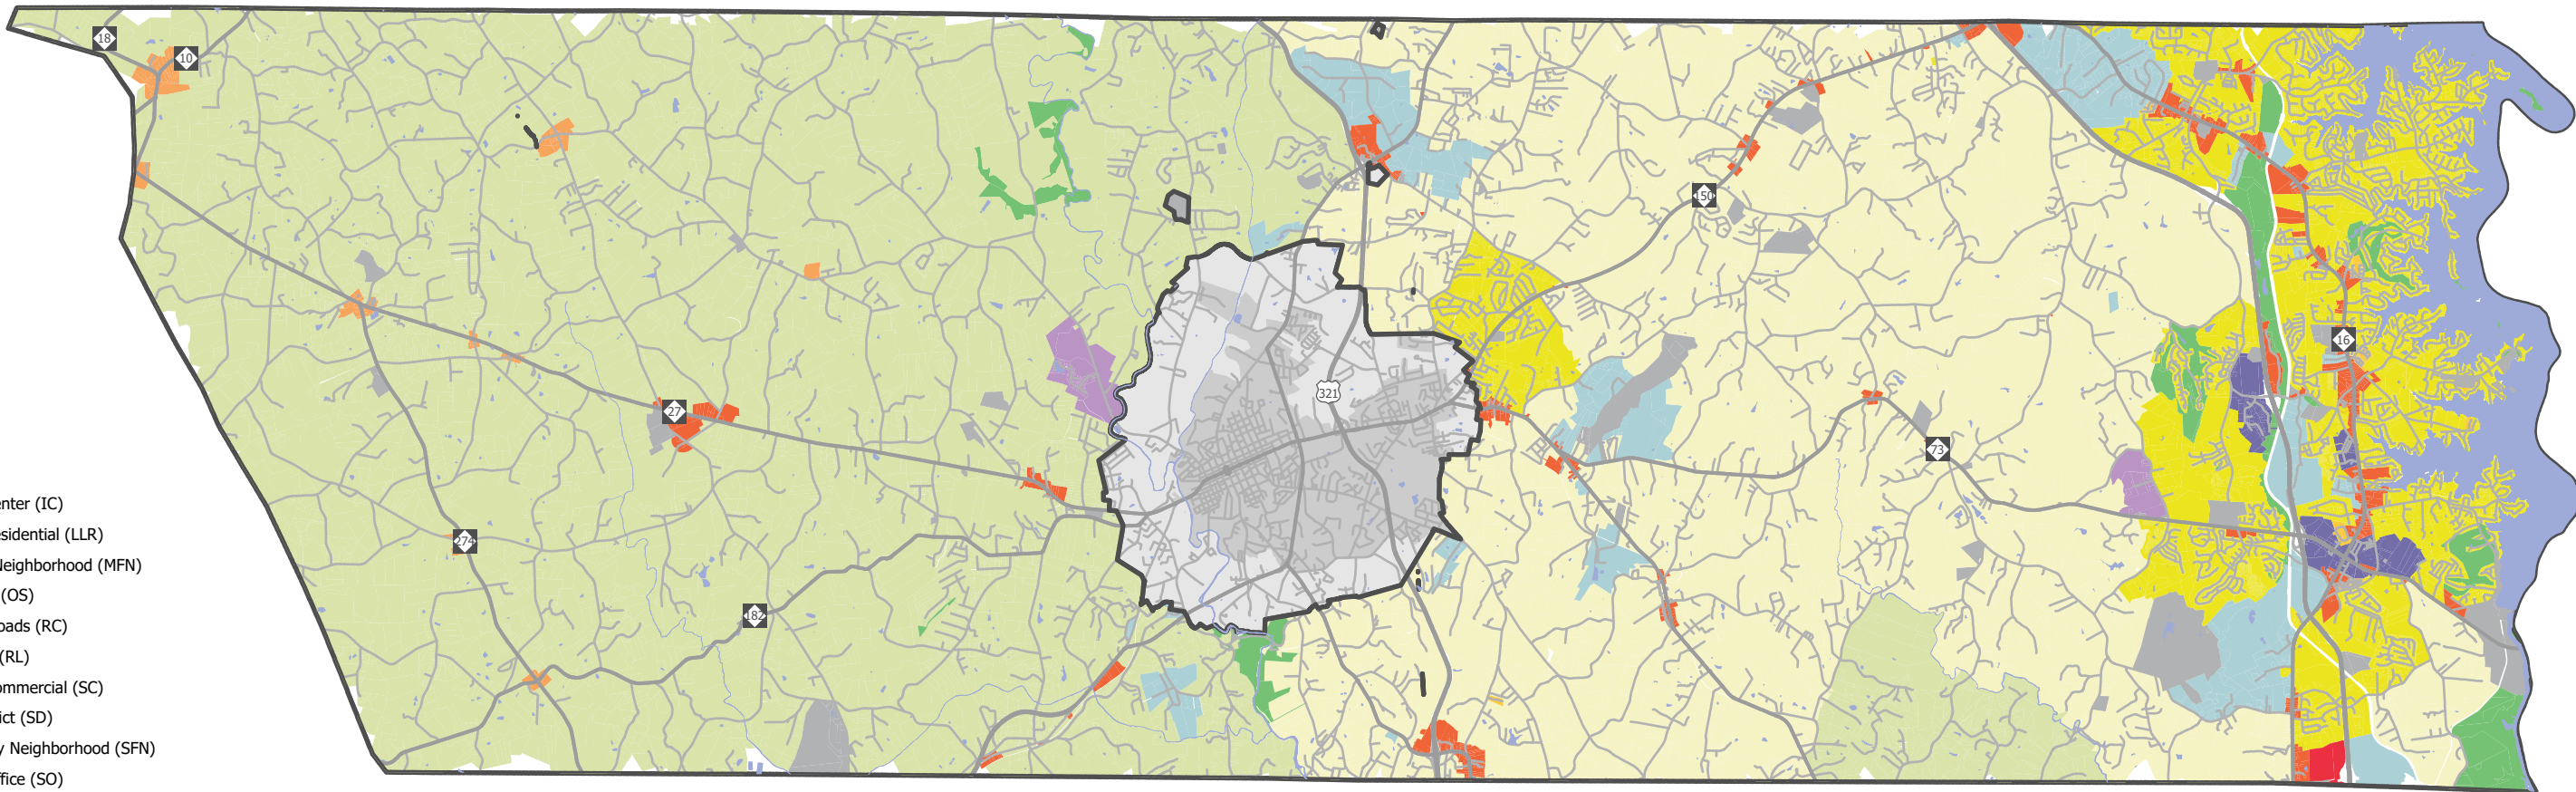 18
10
150
16
321
27
73
274
182
enter (IC)
esidential (LLR)
Neighborhood (MFN)
(OS)
oads (RC)
(RL)
ommercial (SC)
ict (SD)
y Neighborhood (SFN)
ffice (SO)